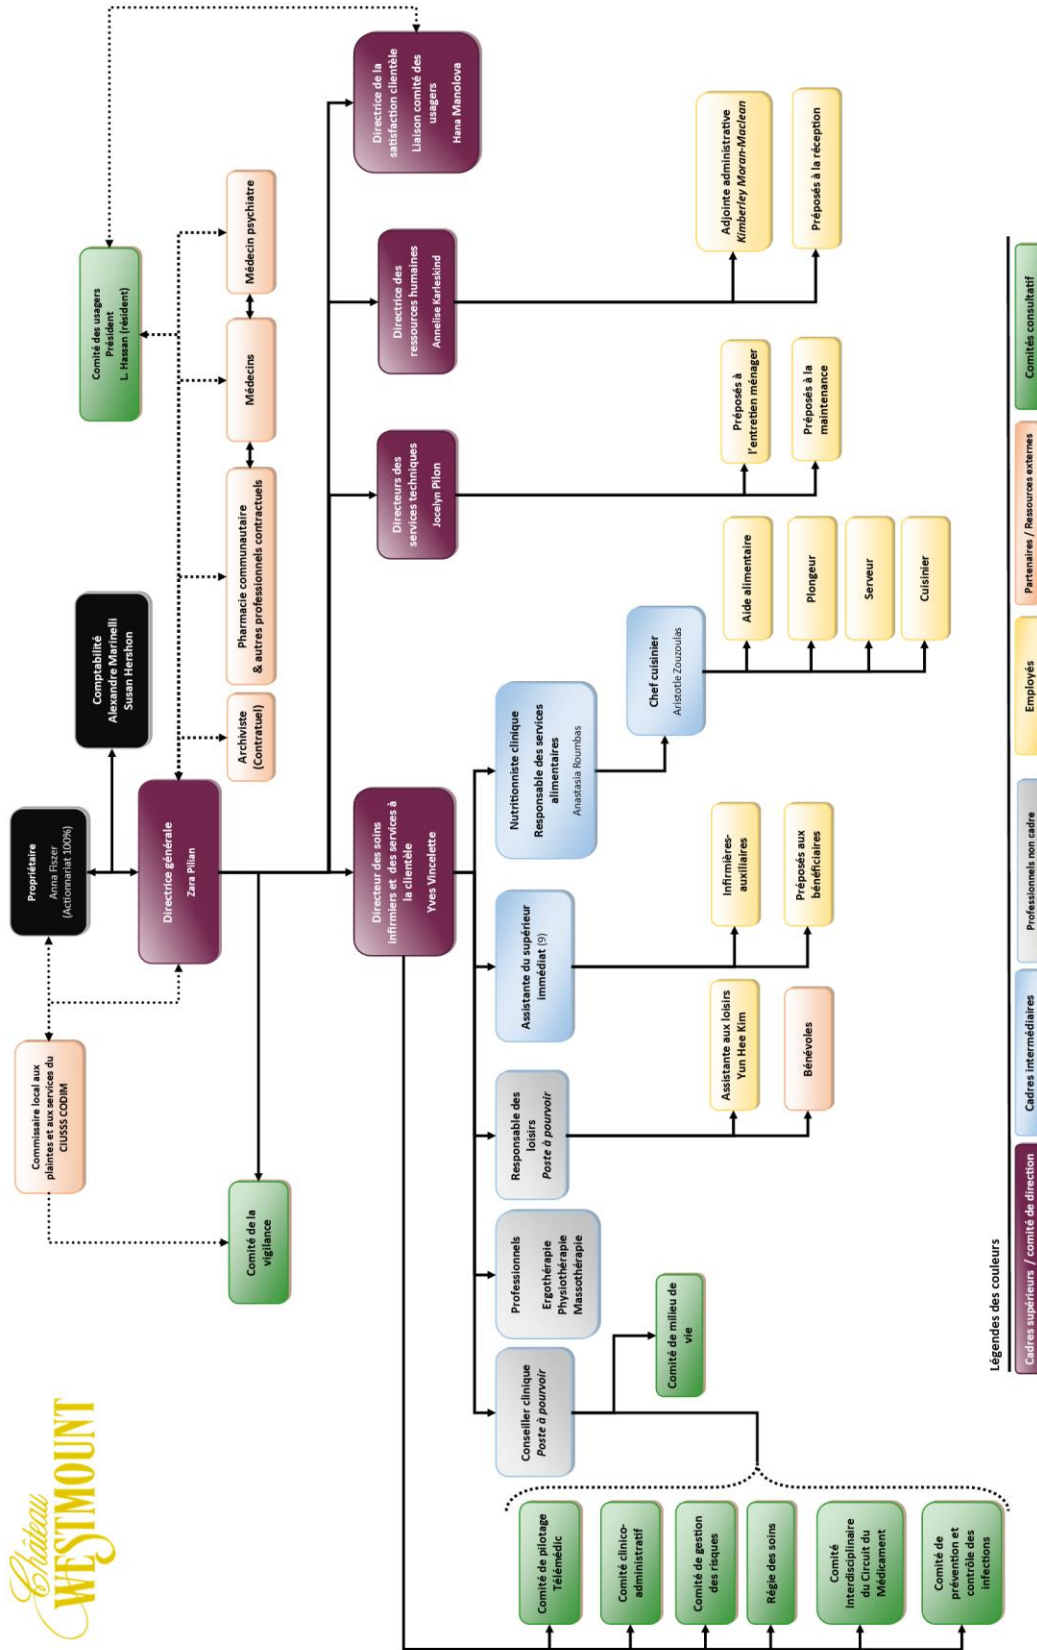 Château
WESTMOUNT
Commissaire local aux
plaintes et aux services du
CIUSSS CODIM
Propriétaire
Anna Fiszer
(Actionnariat 100%)
Comptabilité
Alexandre Marinelli
Susan Hershon
Comité des usagers
Président
L. Hassan (résident)
Directrice générale
Zara Pilian
Archiviste
(Contratuel)
Pharmacie communautaire
& autres professionnels contractuels
Médecins
Médecin psychiatre
Comité de la
vigilance
Directeur des soins
infirmiers et des services à
la clientèle
Yves Vincelette
Directeurs des
services techniques
Jocelyn Pilon
Directrice des
ressources humaines
Annelise Karleskind
Directrice de la
satisfaction clientèle
Liaison comité des
usagers
Hana Manolova
Conseiller clinique
Poste à pourvoir
Professionnels
Ergothérapie
Physiothérapie
Massothérapie
Responsable des
loisirs
Poste à pourvoir
Assistante du supérieur
immédiat (9)
Nutritionniste clinique
Responsable des services
alimentaires
Anastasia Roumbas
Chef cuisinier
Aristotle Zouzoulas
Comité de milieu de
vie
Assistante aux loisirs
Yun Hee Kim
Bénévoles
Infirmières-
auxiliaires
Préposés aux
bénéficiaires
Aide alimentaire
Plongeur
Serveur
Cuisinier
Préposés à
l'entretien ménager
Préposés à la
maintenance
Adjointe administrative
Kimberley Moran-Maclean
Préposés à la réception
Comité de pilotage
Télémédic
Comité clinico-
administratif
Comité de gestion
des risques
Régie des soins
Comité
Interdisciplinaire
du Circuit du
Médicament
Comité de
prévention et
contrôle des
infections
Légendes des couleurs
Cadres supérieurs / comité de direction
Cadres intermédiaires
Professionnels non cadre
Employés
Partenaires / Ressources externes
Comités consultatif